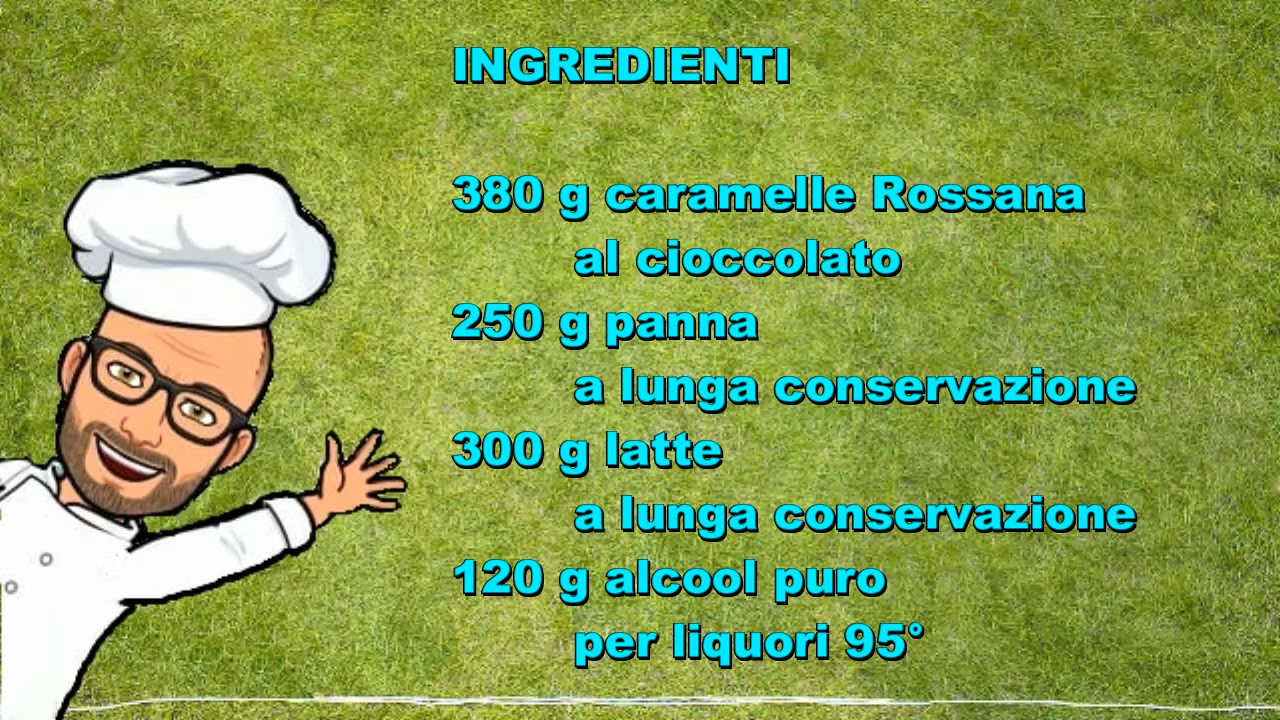 INGREDIENTI
380 g caramelle Rossana
al cioccolato
250 g panna
a lunga conservazione
300 g latte
a lunga conservazione
120 g alcool puro
per liquori 95°